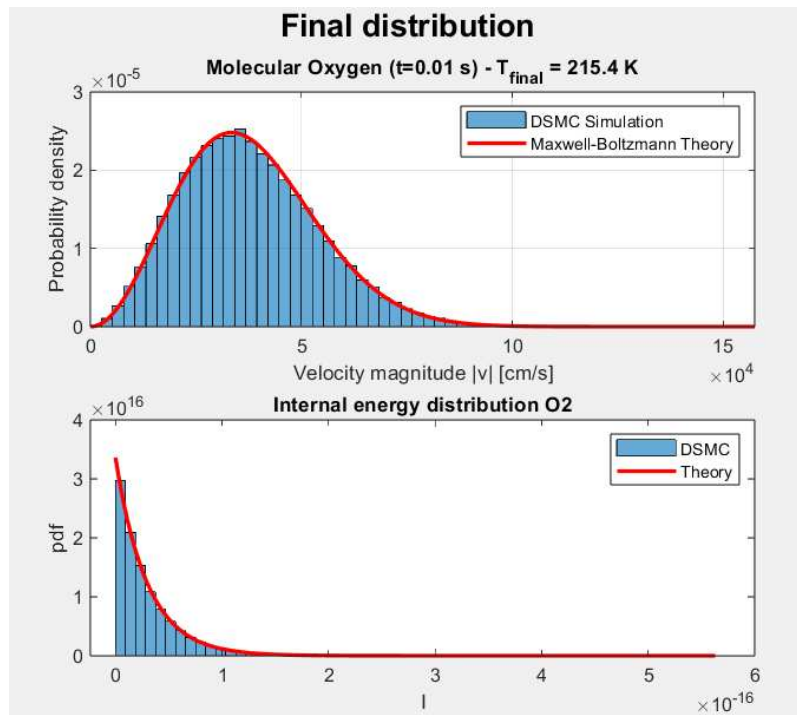 Final distribution
×10^-5
Molecular Oxygen (t=0.01 s) - T_final = 215.4 K
3
2
1
0
Probability density
DSMC Simulation
Maxwell-Boltzmann Theory
0 5 10 15
Velocity magnitude |v| [cm/s]
×10^4
×10^16
Internal energy distribution O2
4
3
2
1
0
pdf
DSMC
Theory
0 1 2 3 4 5 6
I
×10^-16